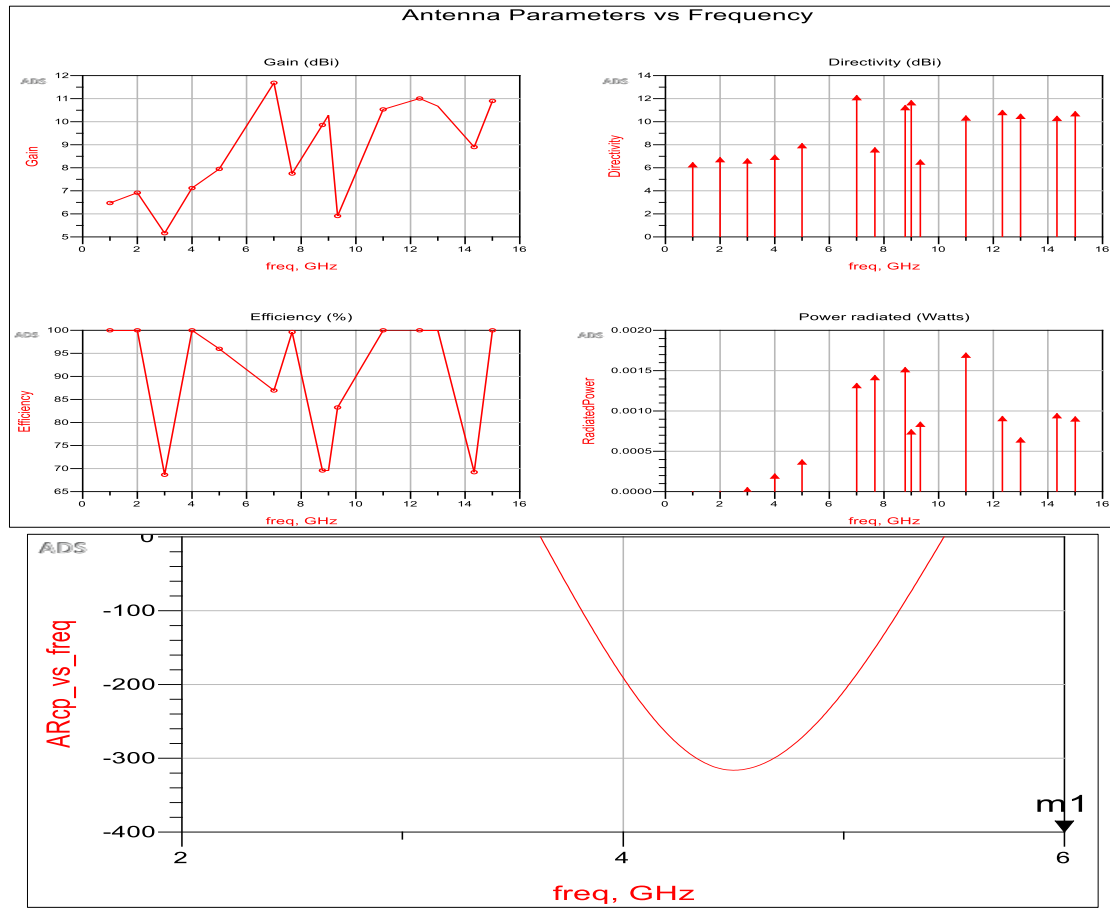 Antenna Parameters vs Frequency
Gain (dBi)
ADS
12
11
10
9
8
7
6
5
Gain
0 2 4 6 8 10 12 14 16
freq, GHz
Directivity (dBi)
ADS
14
12
10
8
6
4
2
0
Directivity
0 2 4 6 8 10 12 14 16
freq, GHz
Efficiency (%)
ADS
100
95
90
85
80
75
70
65
Efficiency
0 2 4 6 8 10 12 14 16
freq, GHz
Power radiated (Watts)
ADS
0.0020
0.0015
0.0010
0.0005
0.0000
RadiatedPower
0 2 4 6 8 10 12 14 16
freq, GHz
ADS
0
-100
-200
-300
-400
ARcp_vs_freq
m1
2 4 6
freq, GHz